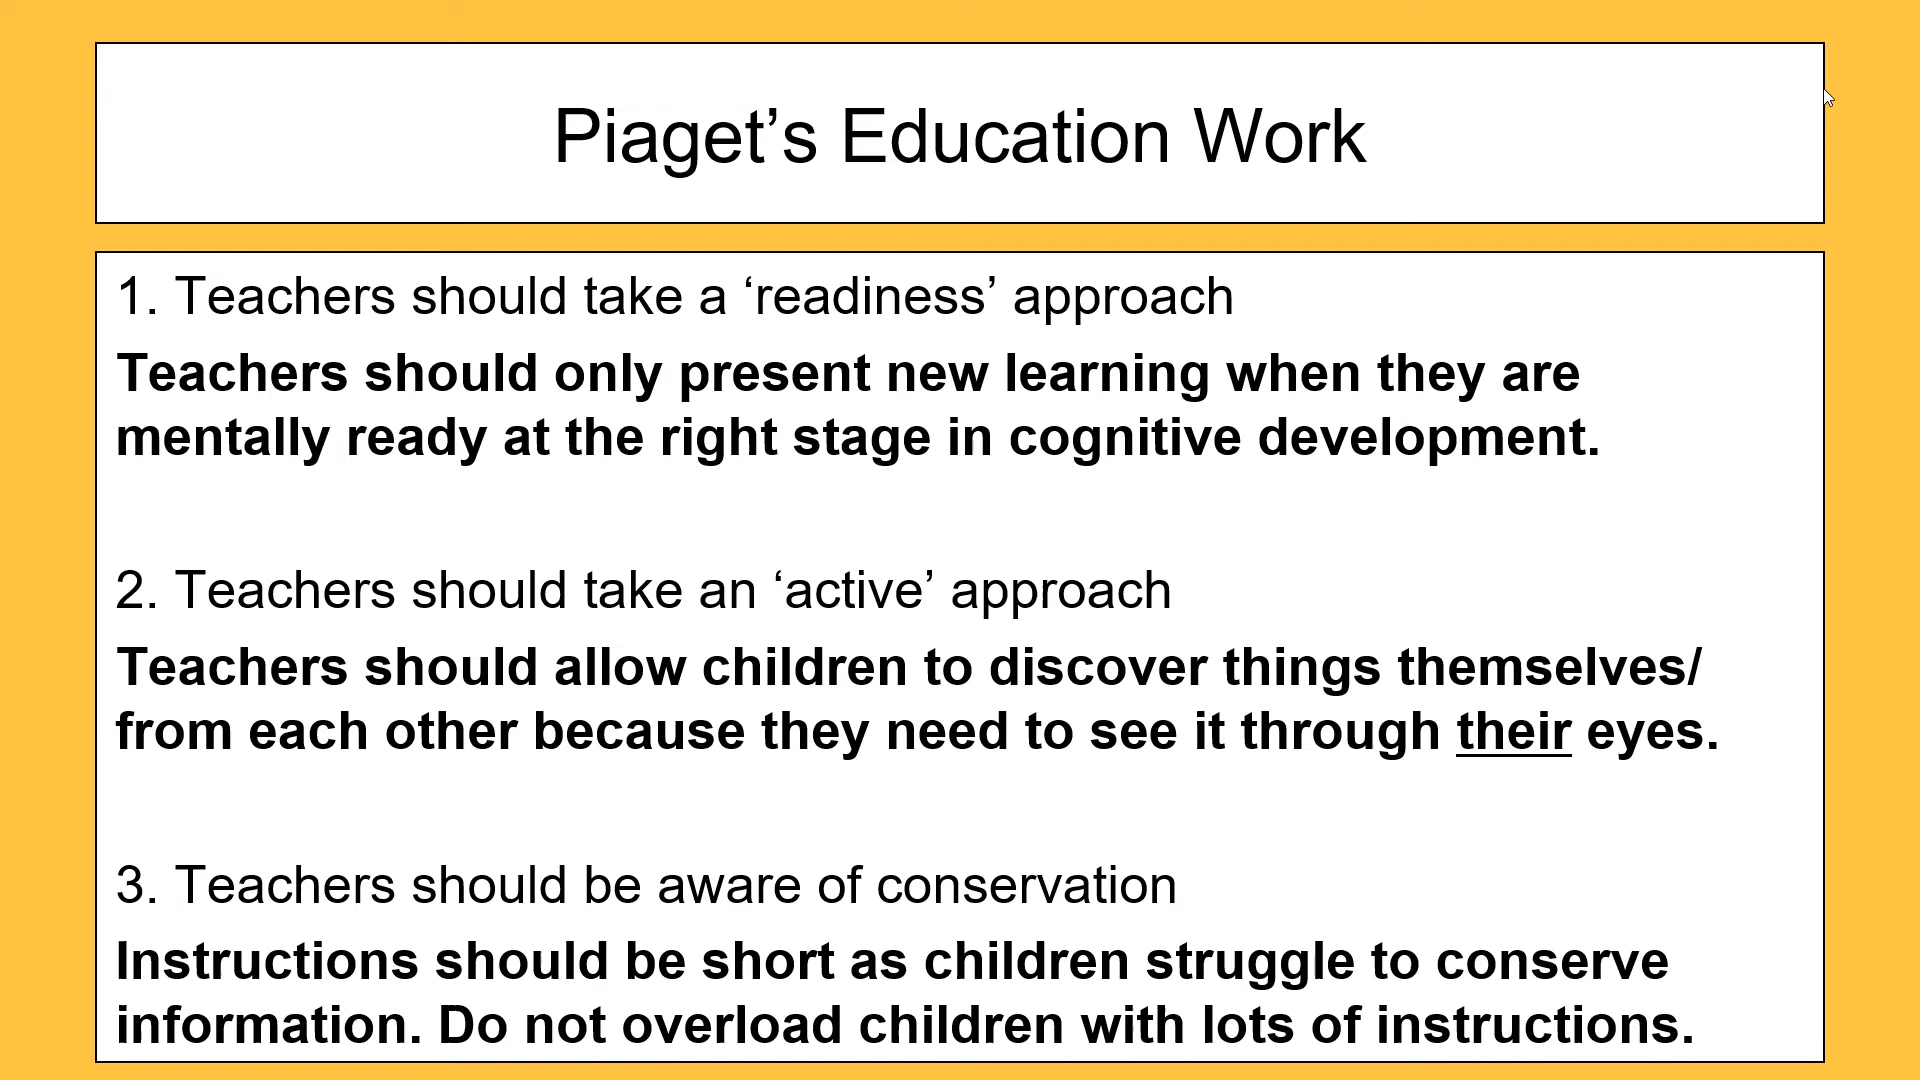 Piaget’s Education Work
1. Teachers should take a ‘readiness’ approach
Teachers should only present new learning when they are
mentally ready at the right stage in cognitive development.
2. Teachers should take an ‘active’ approach
Teachers should allow children to discover things themselves/
from each other because they need to see it through their eyes.
3. Teachers should be aware of conservation
Instructions should be short as children struggle to conserve
information. Do not overload children with lots of instructions.